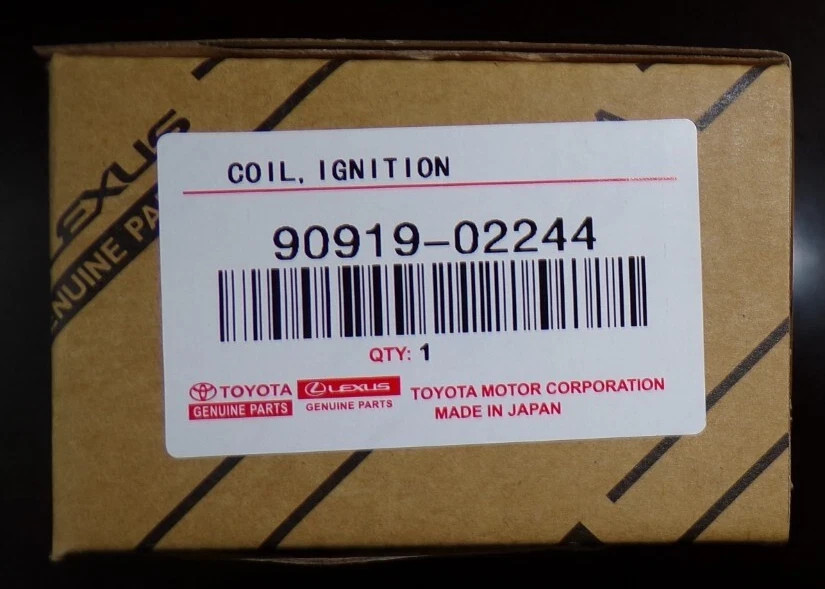 LEXUS
GENUINE PA
COIL, IGNITION
90919-02244
QTY: 1
TOYOTA
GENUINE PARTS
LEXUS
GENUINE PARTS
TOYOTA MOTOR CORPORATION
MADE IN JAPAN